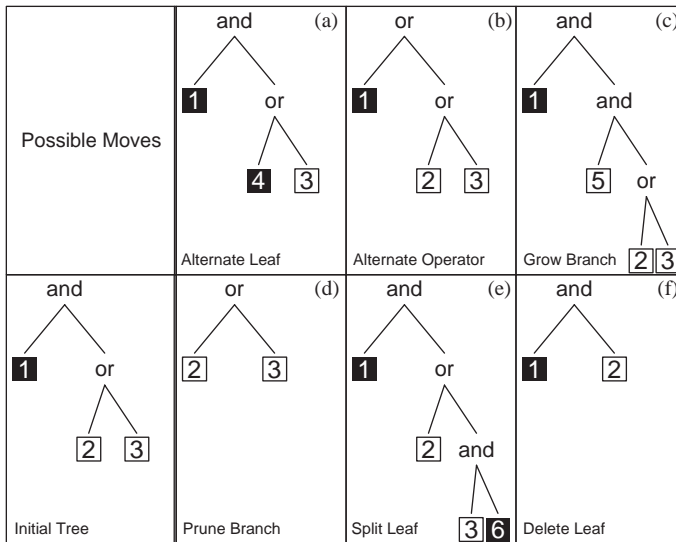 Possible Moves
and (a)
1 or
4 3
Alternate Leaf
or (b)
1 or
2 3
Alternate Operator
and (c)
1 and
5 or
2 3
Grow Branch
and
1 or
2 3
Initial Tree
or (d)
2 3
Prune Branch
and (e)
1 or
2 and
3 6
Split Leaf
and (f)
1 2
Delete Leaf